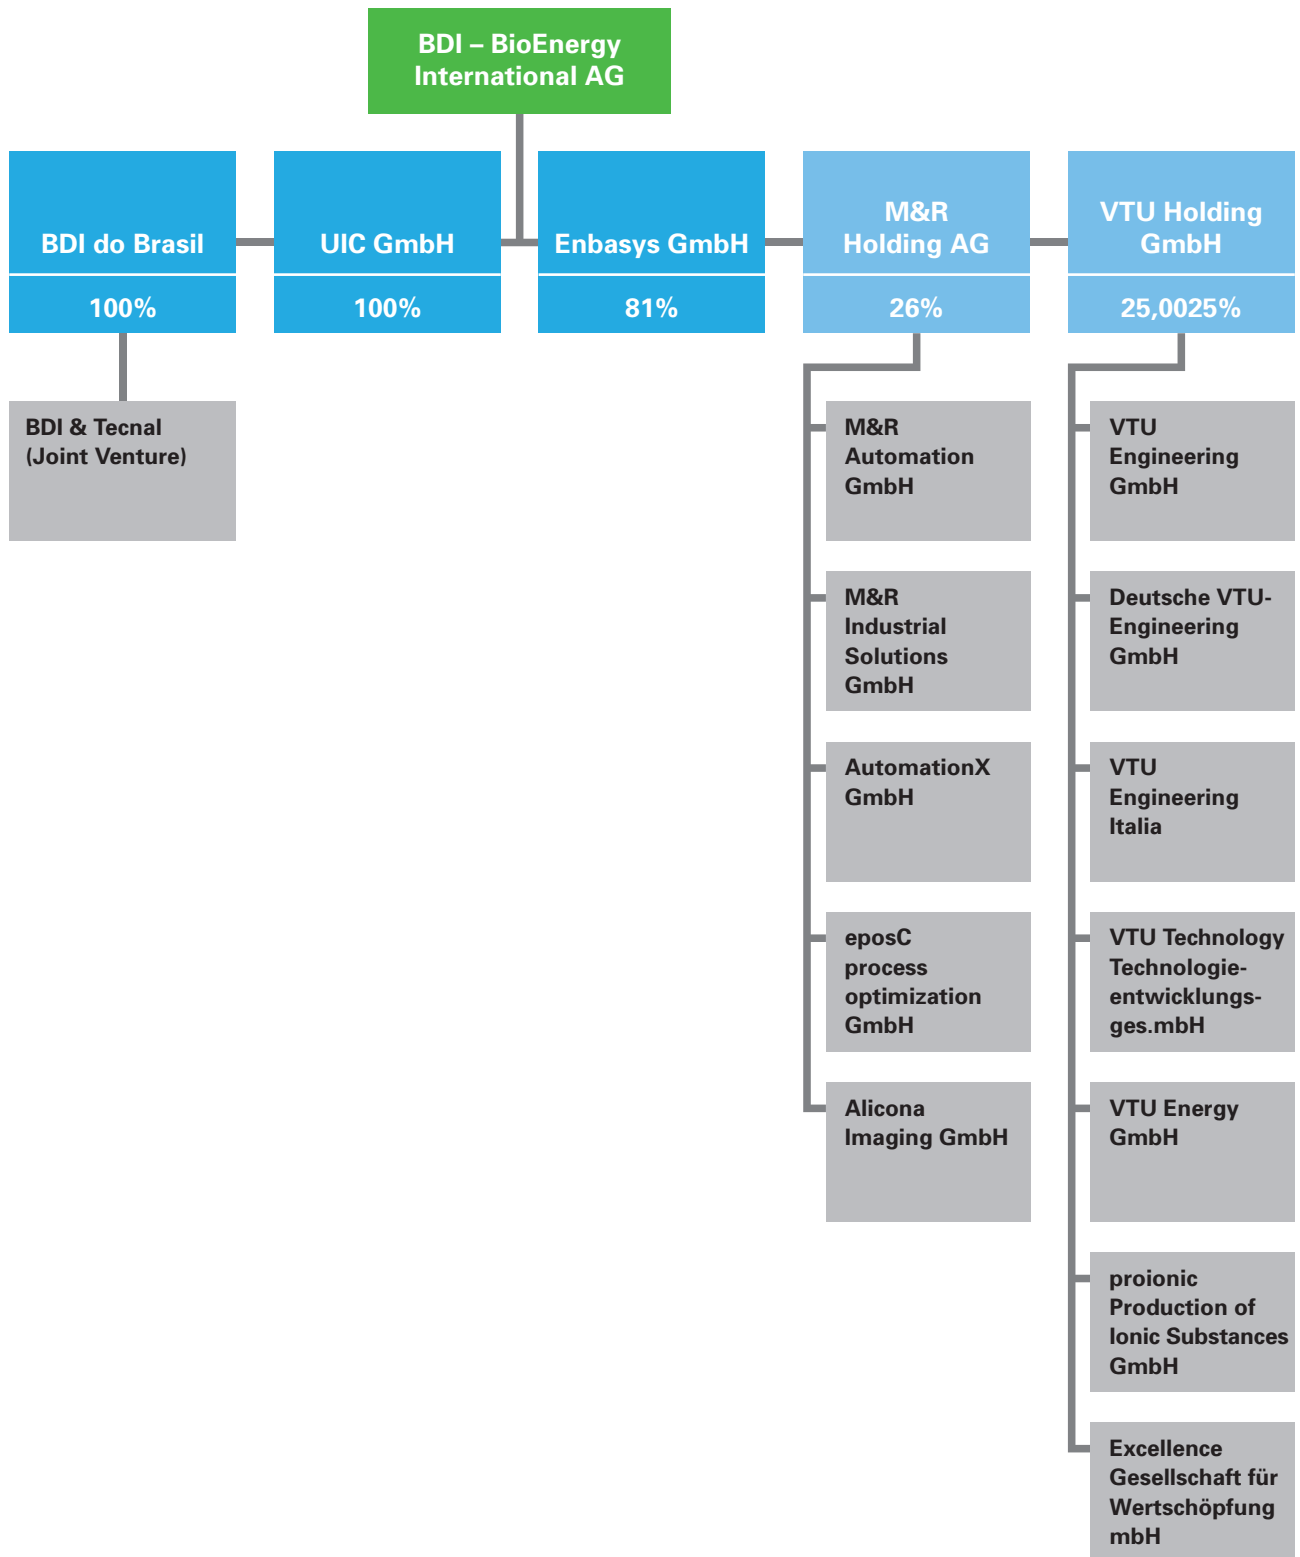 BDI – BioEnergy
International AG
BDI do Brasil
100%
UIC GmbH
100%
Enbasys GmbH
81%
M&R
Holding AG
26%
VTU Holding
GmbH
25,0025%
BDI & Tecnal
(Joint Venture)
M&R
Automation
GmbH
M&R
Industrial
Solutions
GmbH
AutomationX
GmbH
eposC
process
optimization
GmbH
Alicona
Imaging GmbH
VTU
Engineering
GmbH
Deutsche VTU-
Engineering
GmbH
VTU
Engineering
Italia
VTU Technology
Technologie-
entwicklungs-
ges.mbH
VTU Energy
GmbH
proionic
Production of
Ionic Substances
GmbH
Excellence
Gesellschaft für
Wertschöpfung
mbH